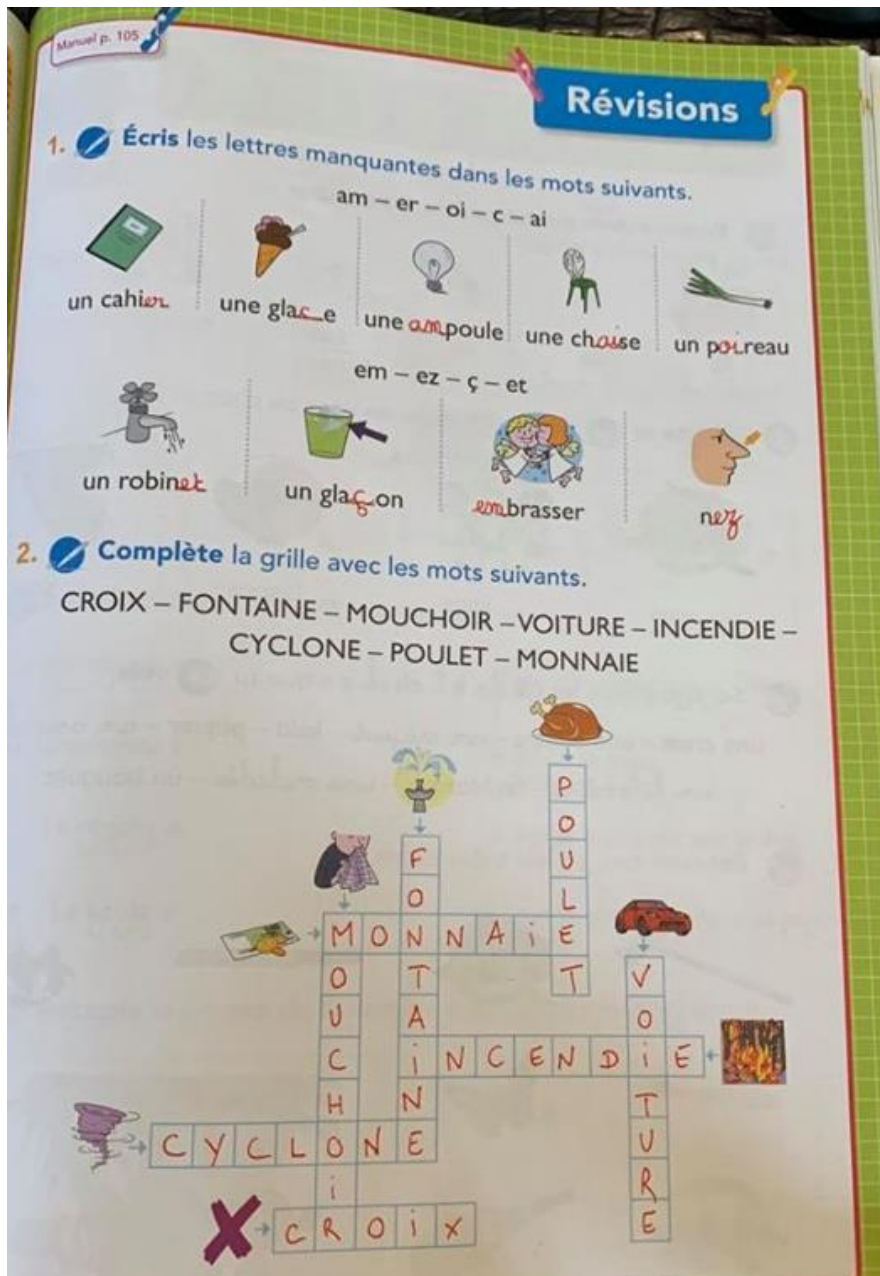 Manuel p. 105
Révisions
1. Écris les lettres manquantes dans les mots suivants.
am – er – oi – c – ai
un cahier
une glace
une ampoule
une chaise
un poireau
em – ez – ç – et
un robinet
un glaçon
embrasser
nez
2. Complète la grille avec les mots suivants.
CROIX – FONTAINE – MOUCHOIR – VOITURE – INCENDIE –
CYCLONE – POULET – MONNAIE
POULET
FONTAINE
MONNAiE
MOUCHOiR
VOiTURE
iNCENDiE
CYCLONE
CROiX